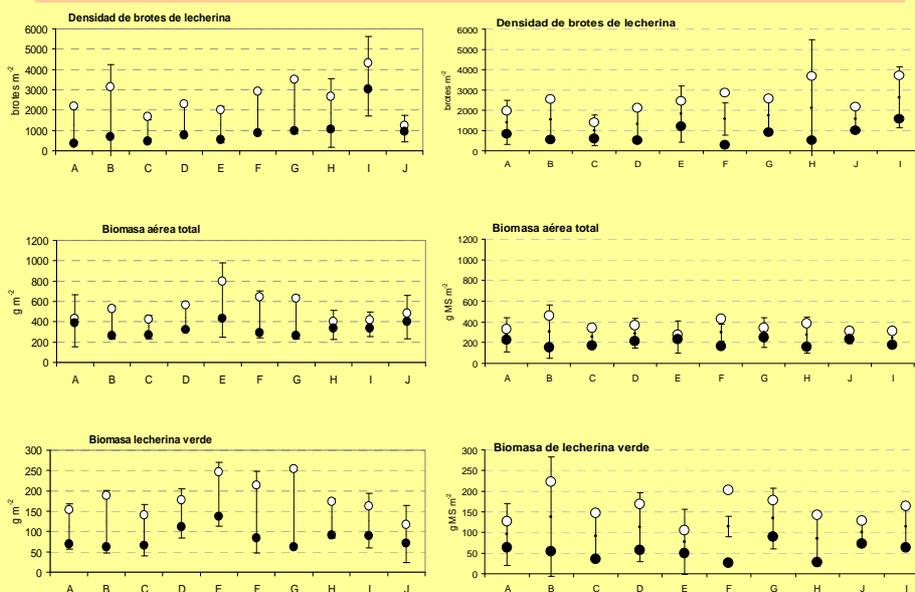 Densidad de brotes de lecherina
brotes m-2
6000
5000
4000
3000
2000
1000
0
A B C D E F G H I J
Densidad de brotes de lecherina
brotes m-2
6000
5000
4000
3000
2000
1000
0
A B C D E F G H J I
Biomasa aérea total
g m-2
1200
1000
800
600
400
200
0
A B C D E F G H I J
Biomasa aérea total
g MS m-2
1200
1000
800
600
400
200
0
A B C D E F G H J I
Biomasa lecherina verde
g m-2
300
250
200
150
100
50
0
A B C D E F G H I J
Biomasa de lecherina verde
g MS m-2
300
250
200
150
100
50
0
A B C D E F G H J I